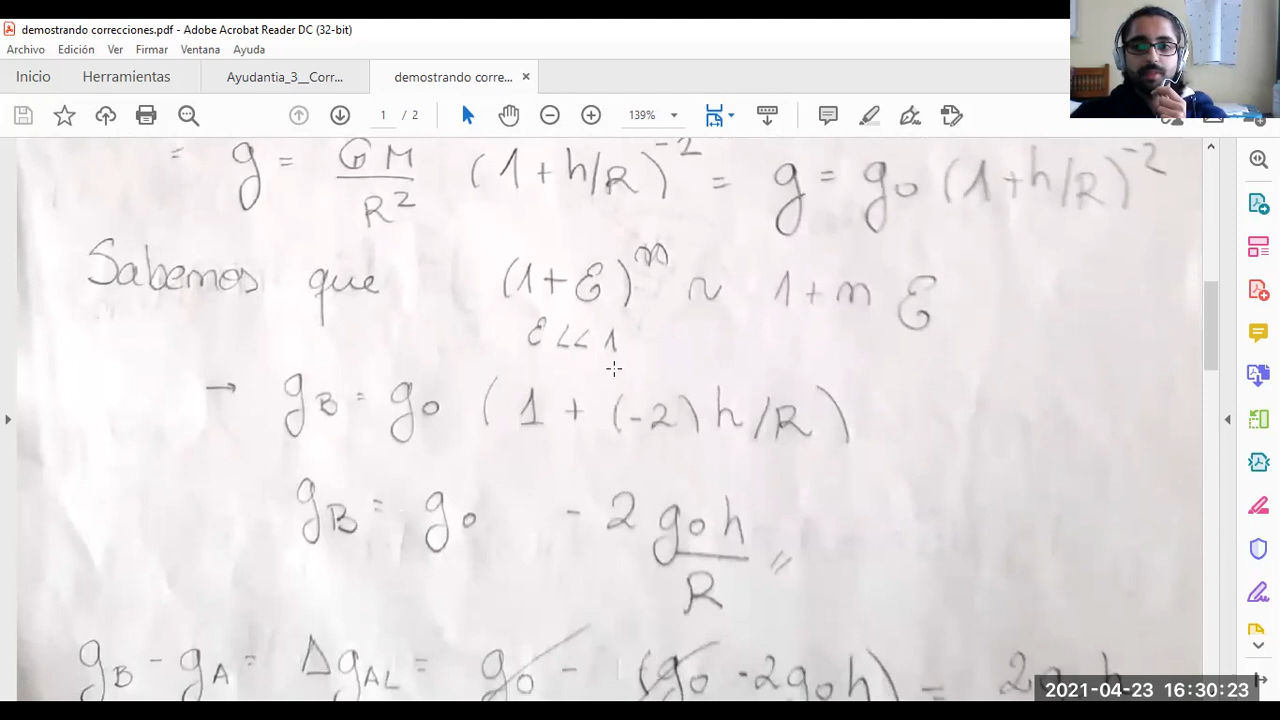 demostrando correcciones.pdf - Adobe Acrobat Reader DC (32-bit)
Archivo Edición Ver Firmar Ventana Ayuda
Inicio Herramientas Ayudantia_3__Corr... demostrando corre... ×
1 / 2 139%
= g = GM/R² (1 + h/R)⁻² = g = g₀ (1 + h/R)⁻²
Sabemos que (1 + ε)ⁿ ~ 1 + n ε
ε << 1
→ g_B = g₀ (1 + (-2) h/R)
g_B = g₀ - 2 g₀h/R //
g_B - g_A = Δg_AL = g₀ - (g₀ - 2g₀h) = 2g₀h
2021-04-23 16:30:23